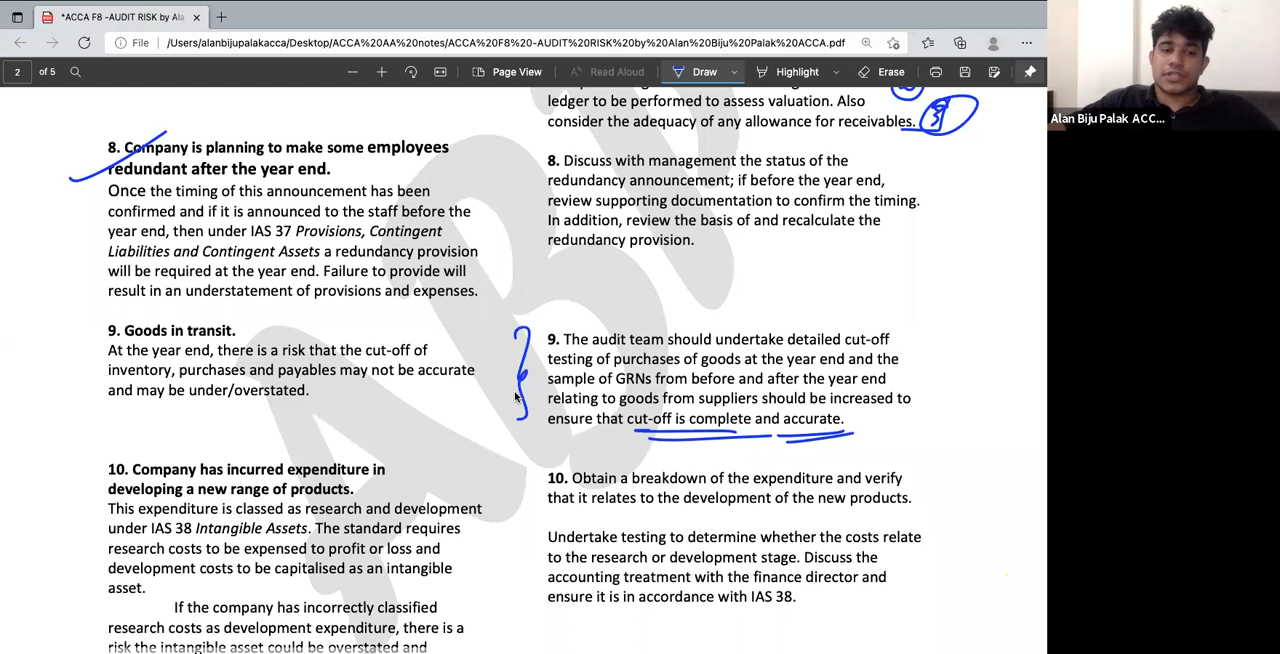 *ACCA F8 -AUDIT RISK by Ala
File
/Users/alanbijupalakacca/Desktop/ACCA%20AA%20notes/ACCA%20F8%20-AUDIT%20RISK%20by%20Alan%20Biju%20Palak%20ACCA.pdf
2 of 5
Page View
Read Aloud
Draw
Highlight
Erase
Alan Biju Palak ACC...
8. Company is planning to make some employees
redundant after the year end.
Once the timing of this announcement has been
confirmed and if it is announced to the staff before the
year end, then under IAS 37 Provisions, Contingent
Liabilities and Contingent Assets a redundancy provision
will be required at the year end. Failure to provide will
result in an understatement of provisions and expenses.
9. Goods in transit.
At the year end, there is a risk that the cut-off of
inventory, purchases and payables may not be accurate
and may be under/overstated.
10. Company has incurred expenditure in
developing a new range of products.
This expenditure is classed as research and development
under IAS 38 Intangible Assets. The standard requires
research costs to be expensed to profit or loss and
development costs to be capitalised as an intangible
asset.
If the company has incorrectly classified
research costs as development expenditure, there is a
risk the intangible asset could be overstated and
ledger to be performed to assess valuation. Also
consider the adequacy of any allowance for receivables.
8. Discuss with management the status of the
redundancy announcement; if before the year end,
review supporting documentation to confirm the timing.
In addition, review the basis of and recalculate the
redundancy provision.
9. The audit team should undertake detailed cut-off
testing of purchases of goods at the year end and the
sample of GRNs from before and after the year end
relating to goods from suppliers should be increased to
ensure that cut-off is complete and accurate.
10. Obtain a breakdown of the expenditure and verify
that it relates to the development of the new products.
Undertake testing to determine whether the costs relate
to the research or development stage. Discuss the
accounting treatment with the finance director and
ensure it is in accordance with IAS 38.